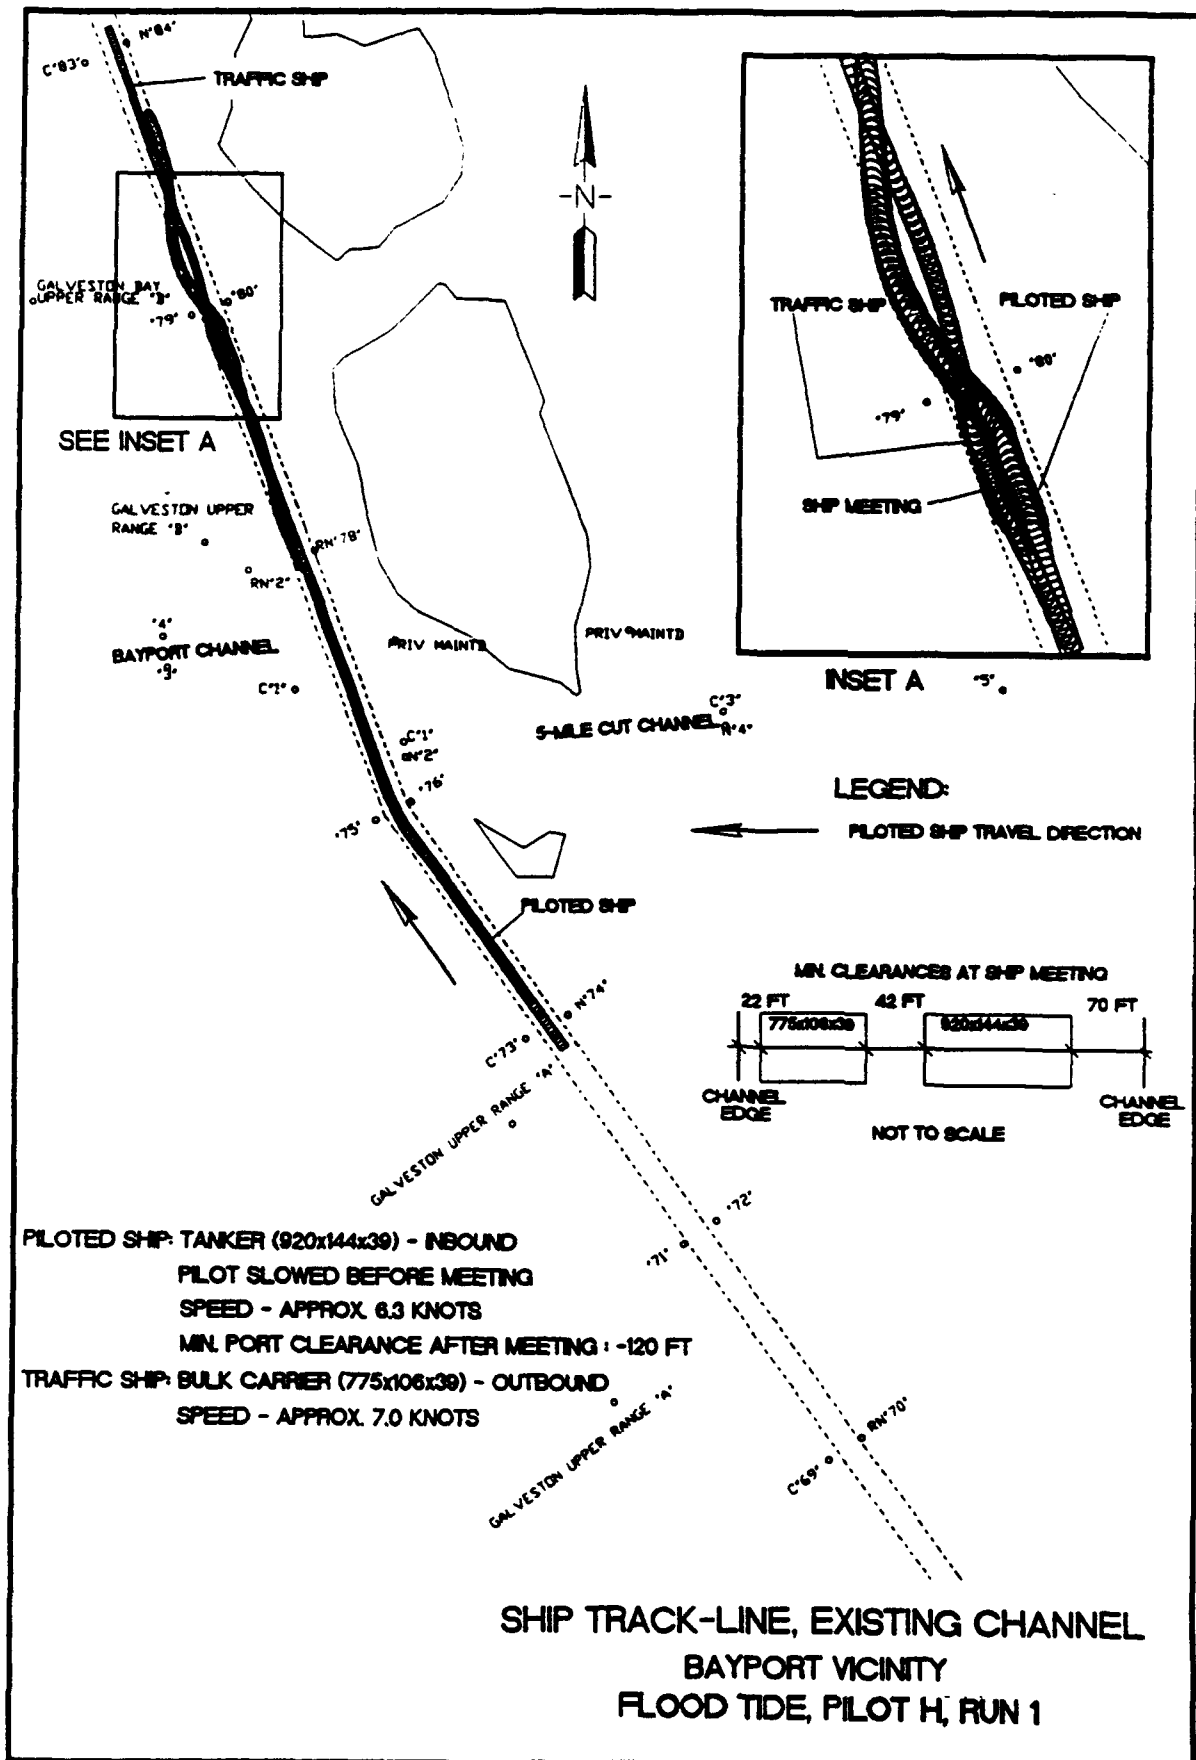 N"84"
C"83"
TRAFFIC SHIP
-N-
GALVESTON BAY
UPPER RANGE "B"
"80"
"79"
SEE INSET A
TRAFFIC SHIP
PILOTED SHIP
"80"
"79"
SHIP MEETING
INSET A
GALVESTON UPPER
RANGE "B"
RN"78"
RN"2"
"4"
BAYPORT CHANNEL
"3"
C"1"
PRIV MAINTD
PRIV MAINTD
"5"
C"3"
5-MILE CUT CHANNEL
R"4"
C"1"
RN"2"
"76"
"75"
LEGEND:
PILOTED SHIP TRAVEL DIRECTION
PILOTED SHIP
N"74"
C"73"
GALVESTON UPPER RANGE "A"
MIN. CLEARANCES AT SHIP MEETING
22 FT 42 FT 70 FT
775x106x39 920x144x39
CHANNEL
EDGE
CHANNEL
EDGE
NOT TO SCALE
"72"
"71"
PILOTED SHIP: TANKER (920x144x39) - INBOUND
PILOT SLOWED BEFORE MEETING
SPEED - APPROX. 6.3 KNOTS
MIN. PORT CLEARANCE AFTER MEETING : -120 FT
TRAFFIC SHIP: BULK CARRIER (775x106x39) - OUTBOUND
SPEED - APPROX. 7.0 KNOTS
GALVESTON UPPER RANGE "A"
RN"70"
C"69"
SHIP TRACK-LINE, EXISTING CHANNEL
BAYPORT VICINITY
FLOOD TIDE, PILOT H, RUN 1